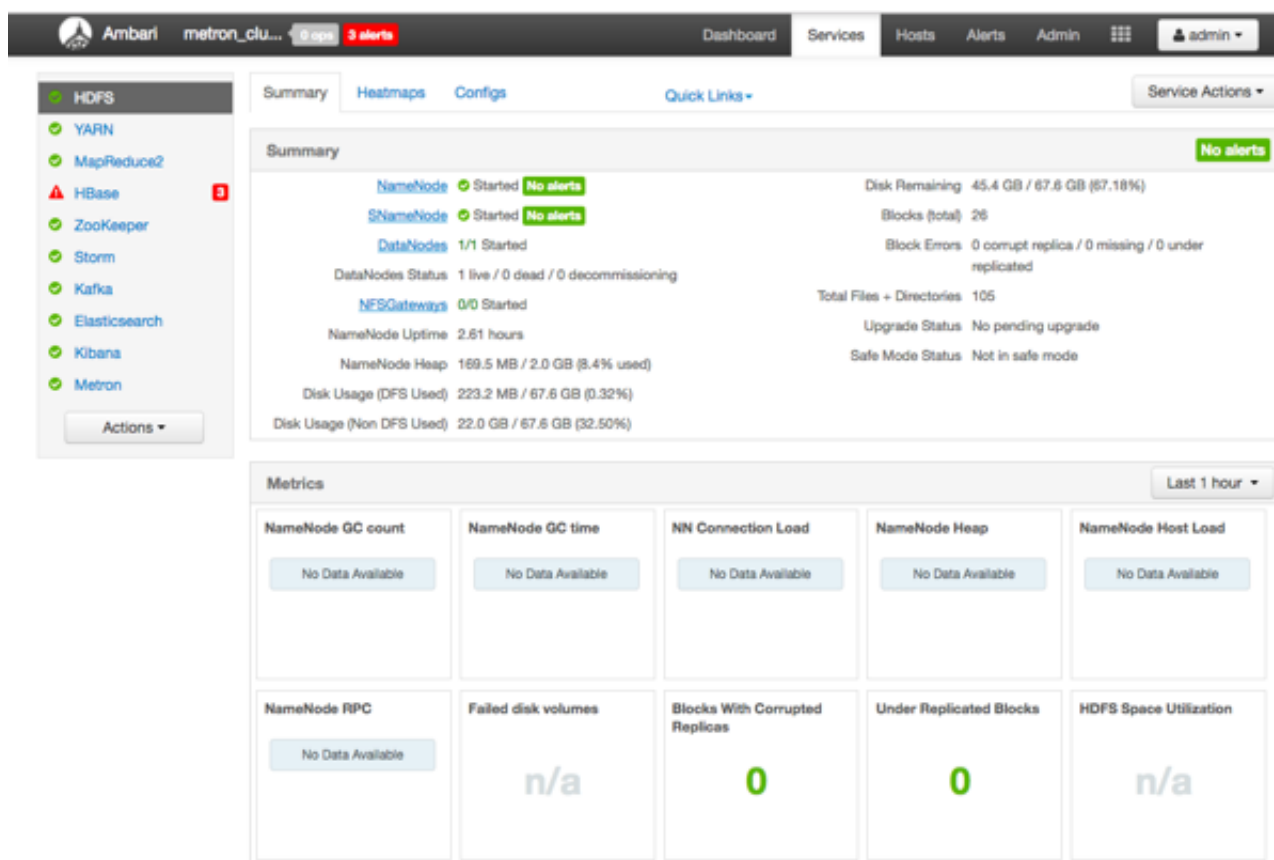 Ambari metron_clu... 0 ops 3 alerts Dashboard Services Hosts Alerts Admin admin
HDFS
YARN
MapReduce2
HBase 3
ZooKeeper
Storm
Kafka
Elasticsearch
Kibana
Metron
Actions
Summary Heatmaps Configs Quick Links Service Actions
Summary No alerts
NameNode Started No alerts
SNameNode Started No alerts
DataNodes 1/1 Started
DataNodes Status 1 live / 0 dead / 0 decommissioning
NFSGateways 0/0 Started
NameNode Uptime 2.61 hours
NameNode Heap 169.5 MB / 2.0 GB (8.4% used)
Disk Usage (DFS Used) 223.2 MB / 67.6 GB (0.32%)
Disk Usage (Non DFS Used) 22.0 GB / 67.6 GB (32.50%)
Disk Remaining 45.4 GB / 67.6 GB (67.18%)
Blocks (total) 26
Block Errors 0 corrupt replica / 0 missing / 0 under
replicated
Total Files + Directories 105
Upgrade Status No pending upgrade
Safe Mode Status Not in safe mode
Metrics Last 1 hour
NameNode GC count NameNode GC time NN Connection Load NameNode Heap NameNode Host Load
No Data Available No Data Available No Data Available No Data Available No Data Available
NameNode RPC Failed disk volumes Blocks With Corrupted Under Replicated Blocks HDFS Space Utilization
Replicas
No Data Available n/a 0 0 n/a